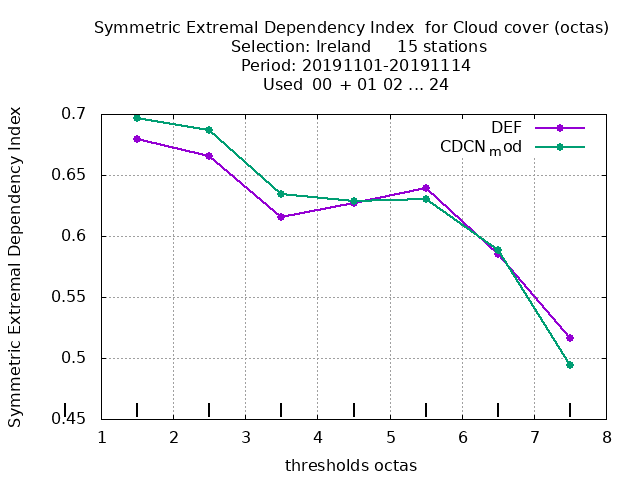 Symmetric Extremal Dependency Index  for Cloud cover (octas)
Selection: Ireland     15 stations
Period: 20191101-20191114
Used  00  + 01 02 ... 24
Symmetric Extremal Dependency Index
0.7
0.65
0.6
0.55
0.5
0.45
DEF
CDCNmod
1 2 3 4 5 6 7 8
thresholds octas